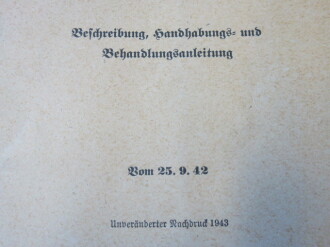 Beschreibung, Handhabungs- und
Behandlungsanleitung
Vom 25. 9. 42
Unveränderter Nachdruck 1943